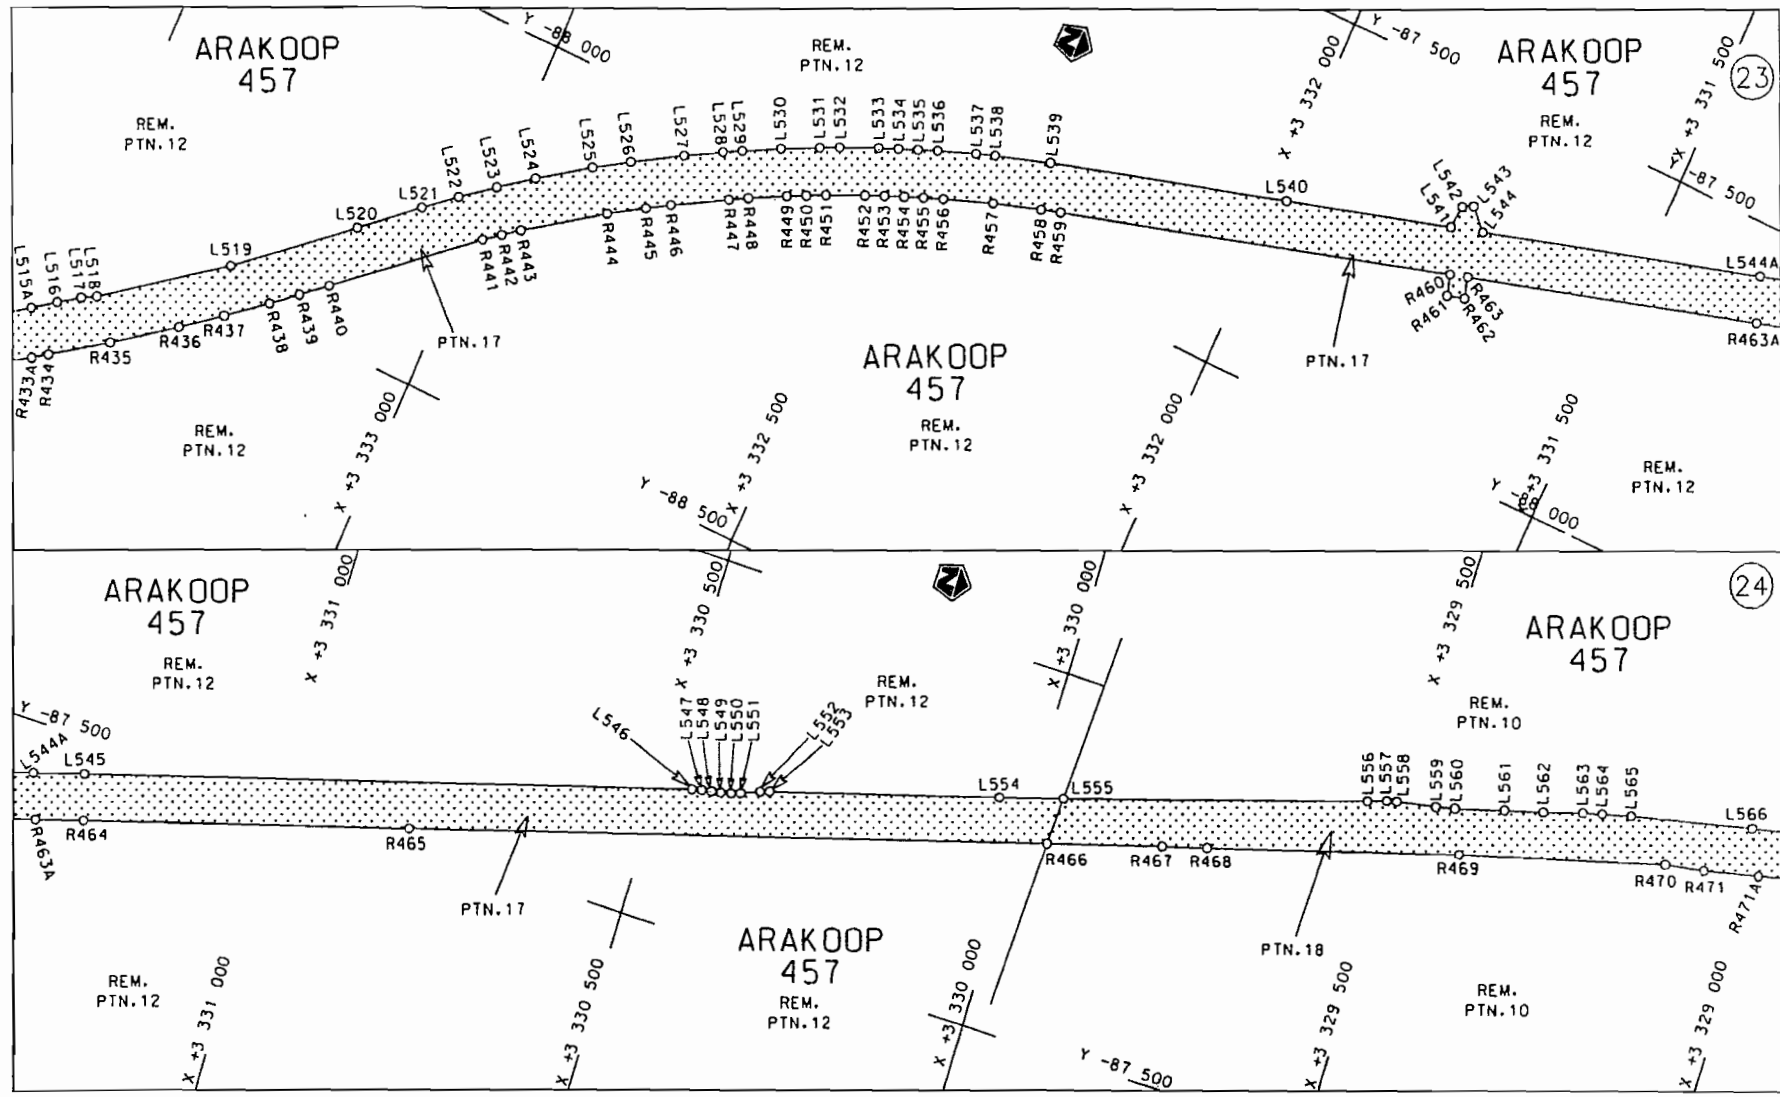 ARAKOOP
457
Y -88 000
REM.
PTN.12
N
X +3 332 000
Y -87 500
ARAKOOP
457
X +3 331 500
23
REM.
PTN.12
REM.
PTN.12
Y -87 500
L515A
L516
L517
L518
L519
L520
L521
L522
L523
L524
L525
L526
L527
L528
L529
L530
L531
L532
L533
L534
L535
L536
L537
L538
L539
L540
L541
L542
L543
L544
L544A
R433A
R434
R435
R436
R437
R438
R439
R440
R441
R442
R443
R444
R445
R446
R447
R448
R449
R450
R451
R452
R453
R454
R455
R456
R457
R458
R459
R460
R461
R462
R463
R463A
PTN.17
PTN.17
ARAKOOP
457
REM.
PTN.12
REM.
PTN.12
REM.
PTN.12
X +3 333 000
Y -88 500
X +3 332 500
X +3 332 000
X +3 331 500
Y -88 000
ARAKOOP
457
X +3 331 000
X +3 330 500
N
X +3 330 000
X +3 329 500
24
ARAKOOP
457
REM.
PTN.12
REM.
PTN.12
REM.
PTN.10
Y -87 500
L544A
L545
L546
L547
L548
L549
L550
L551
L552
L553
L554
L555
L556
L557
L558
L559
L560
L561
L562
L563
L564
L565
L566
R463A
R464
R465
R466
R467
R468
R469
R470
R471
R471A
PTN.17
PTN.18
ARAKOOP
457
REM.
PTN.12
REM.
PTN.12
REM.
PTN.10
X +3 331 000
X +3 330 500
X +3 330 000
Y -87 500
X +3 329 500
X +3 329 000